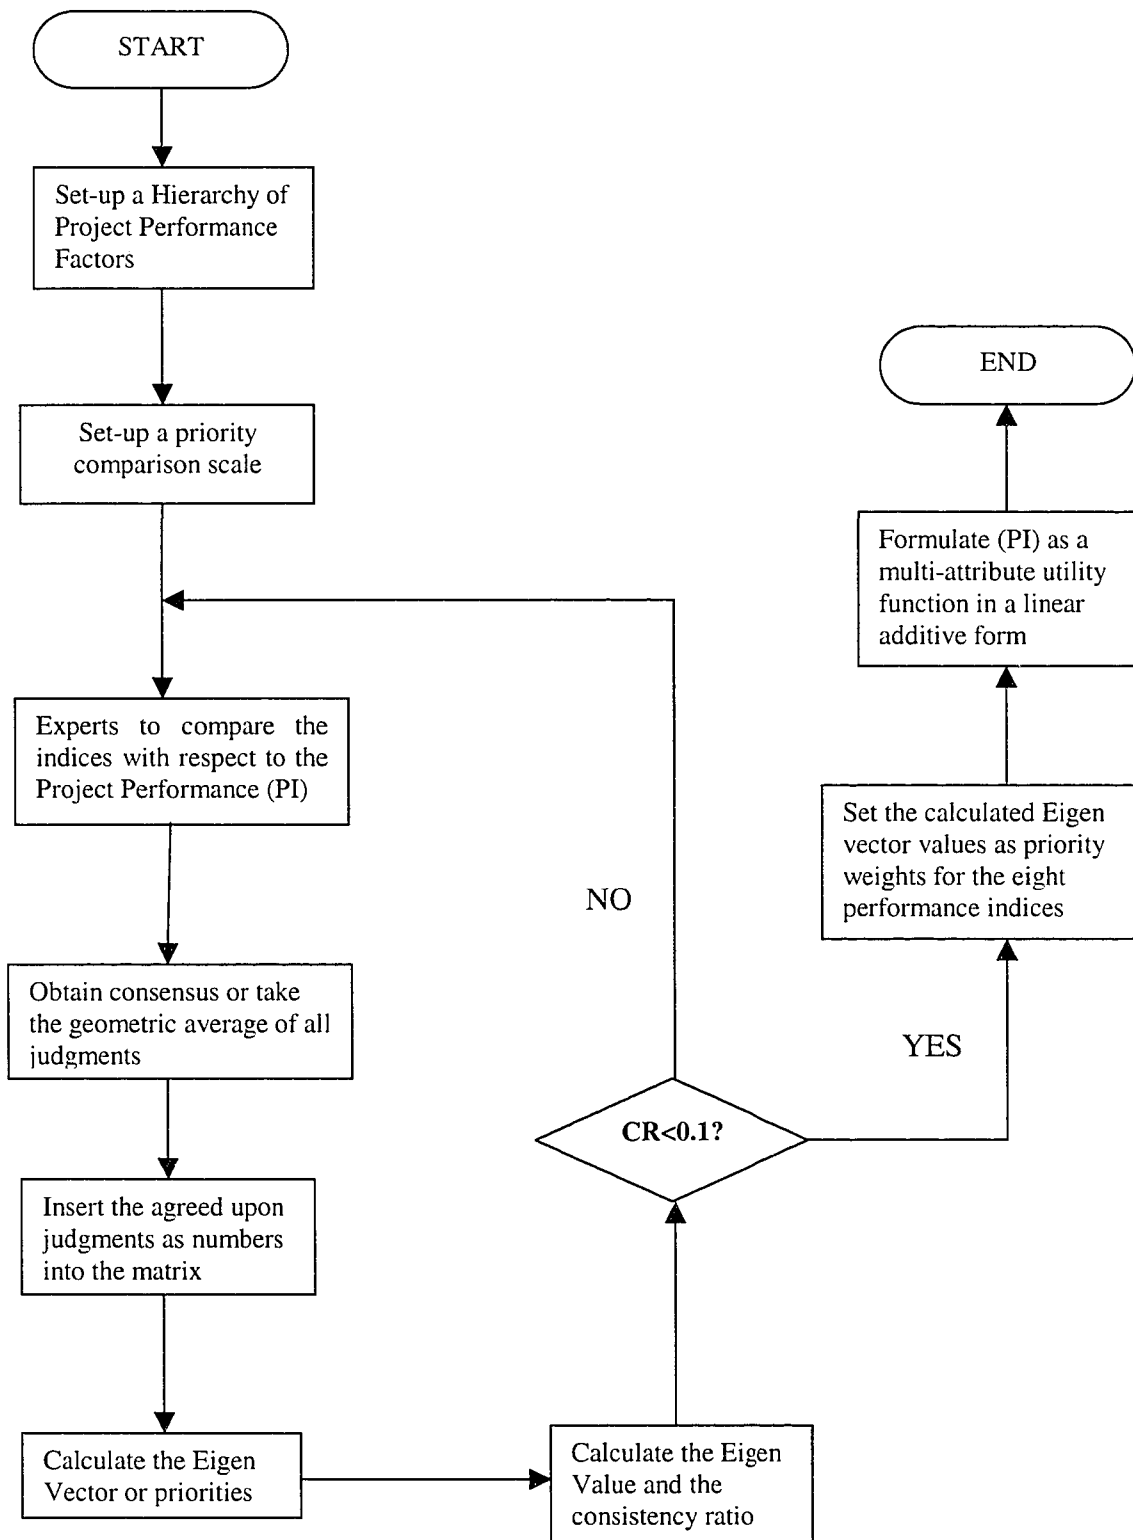 START
Set-up a Hierarchy of
Project Performance
Factors
Set-up a priority
comparison scale
Experts to compare the
indices with respect to the
Project Performance (PI)
Obtain consensus or take
the geometric average of all
judgments
Insert the agreed upon
judgments as numbers
into the matrix
Calculate the Eigen
Vector or priorities
Calculate the Eigen
Value and the
consistency ratio
CR<0.1?
NO
YES
Set the calculated Eigen
vector values as priority
weights for the eight
performance indices
Formulate (PI) as a
multi-attribute utility
function in a linear
additive form
END